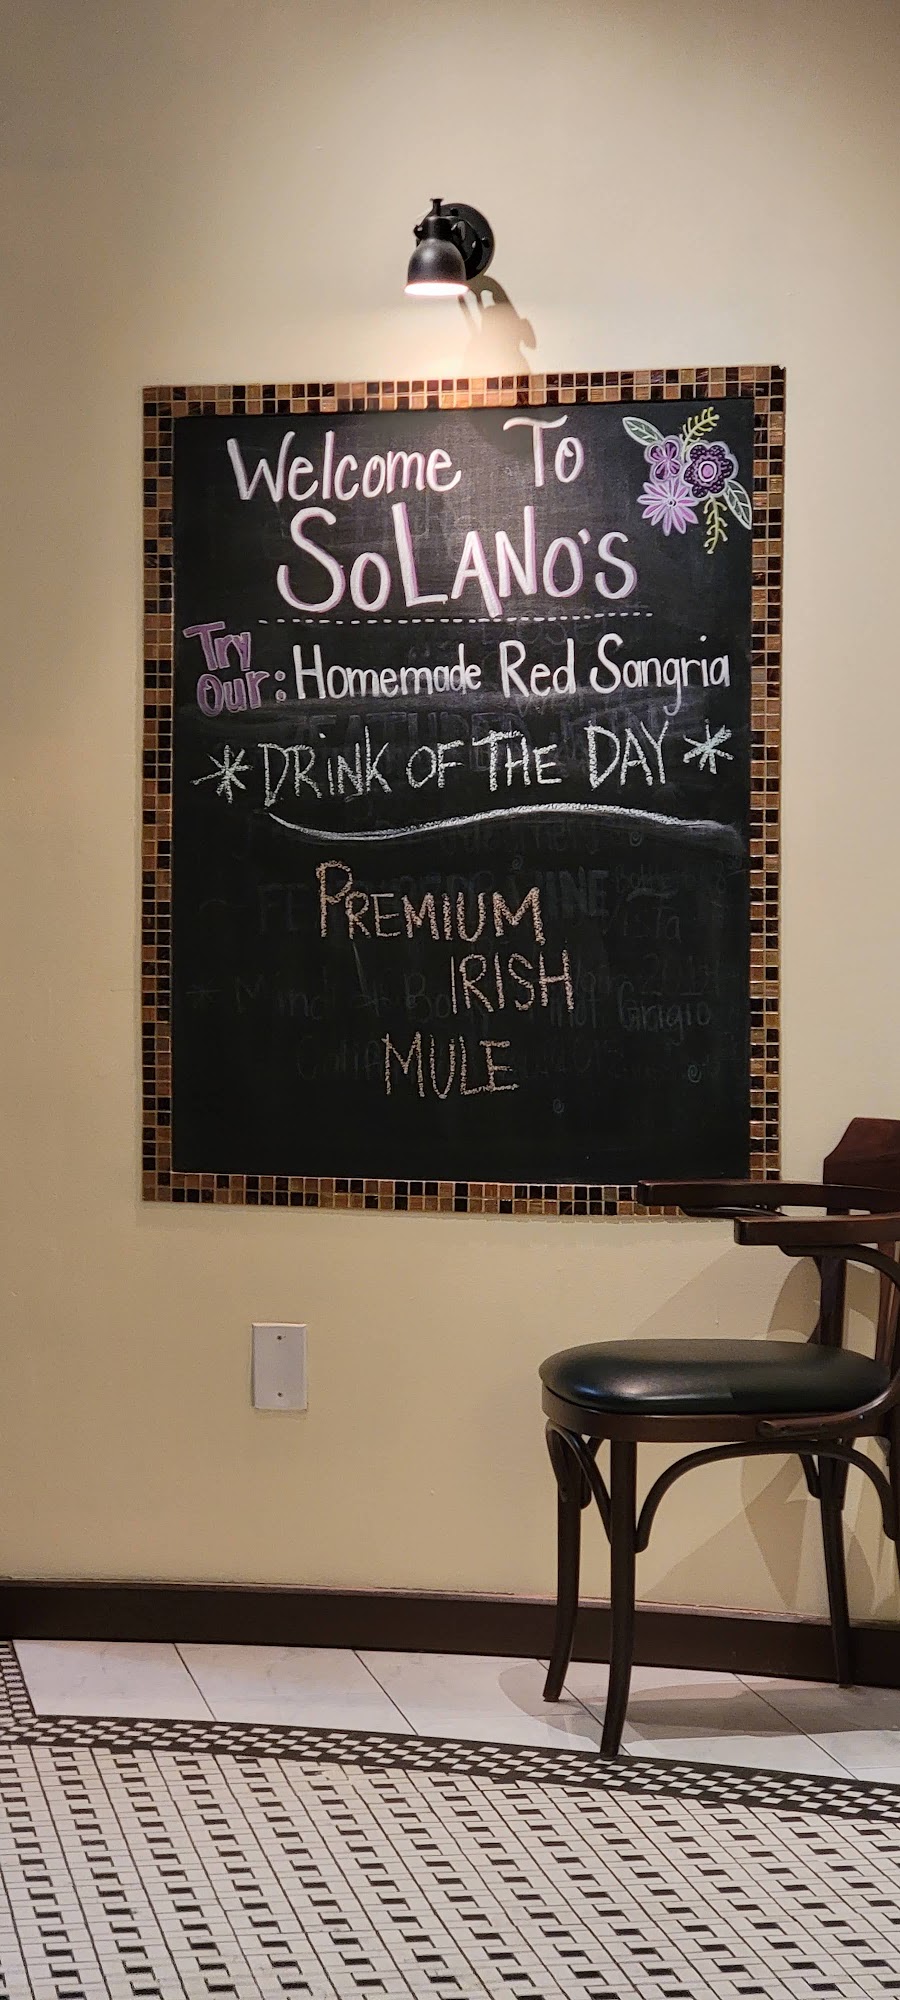 Welcome To
SoLANO'S
Try Our: Homemade Red Sangria
* DRINK OF THE DAY *
PREMIUM
IRISH
MULE